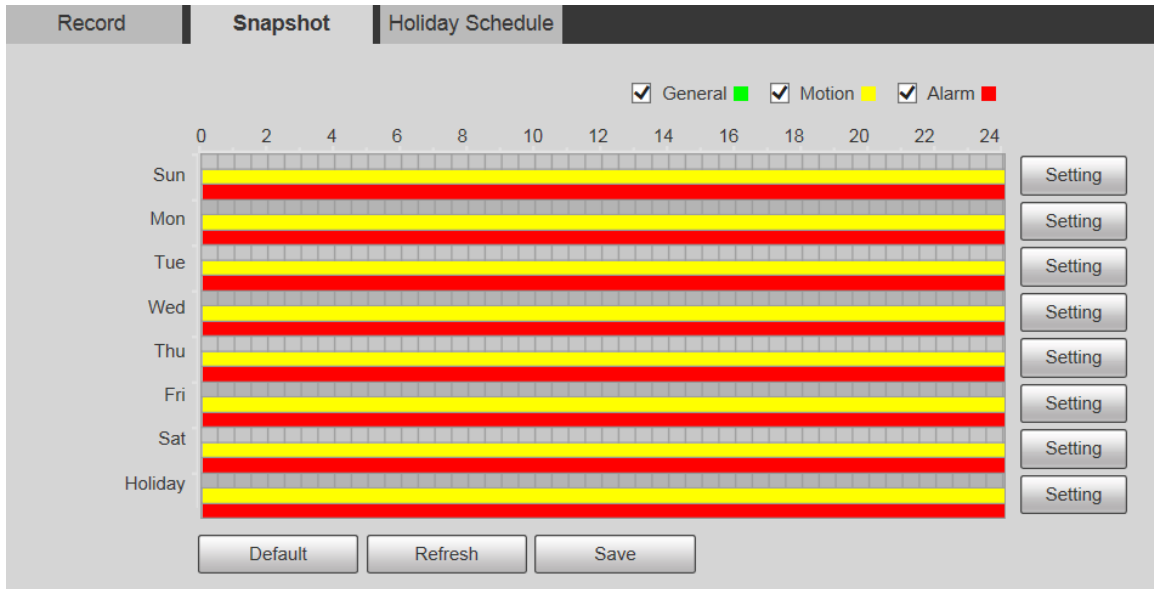 Record Snapshot Holiday Schedule
General Motion Alarm
0 2 4 6 8 10 12 14 16 18 20 22 24
Sun Setting
Mon Setting
Tue Setting
Wed Setting
Thu Setting
Fri Setting
Sat Setting
Holiday Setting
Default Refresh Save